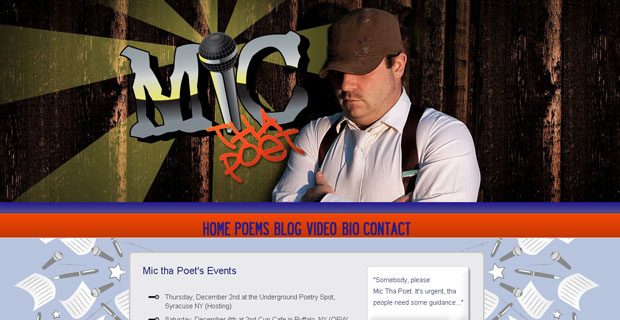 MiC
THA
POET
HOME POEMS BLOG VIDEO BIO CONTACT
Mic tha Poet's Events
Thursday, December 2nd at the Underground Poetry Spot,
Syracuse NY (Hosting)
Saturday, December 4th at 2nd Cup Cafe in Buffalo, NY (OFW
"Somebody, please
Mic Tha Poet. It's urgent, tha
people need some guidance..."